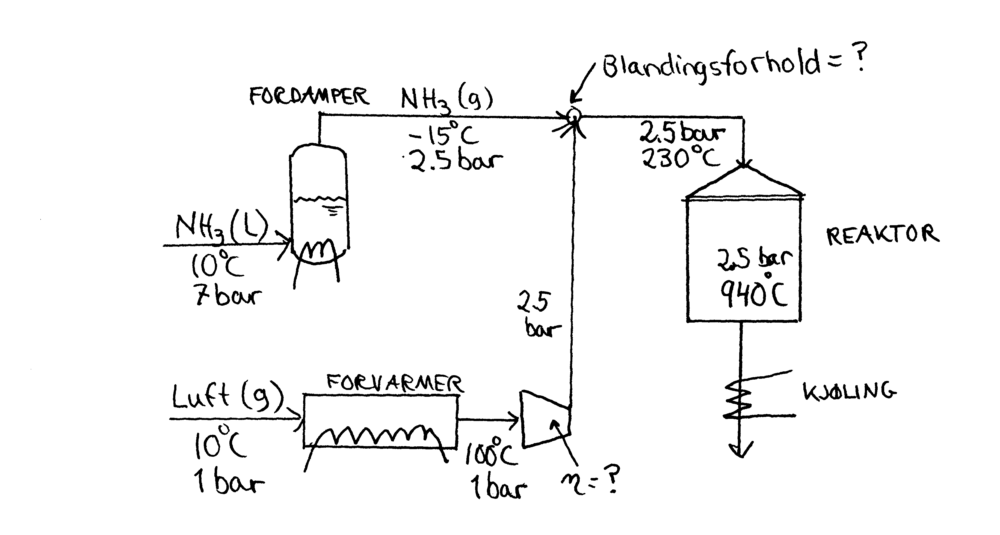 Blandingsforhold = ?
FORDAMPER
NH₃(g)
-15°C
2.5 bar
2.5 bar
230°C
NH₃(L)
10°C
7 bar
REAKTOR
2.5 bar
940°C
2.5
bar
FORVARMER
Luft (g)
10°C
1 bar
100°C
1 bar
η=?
KJØLING